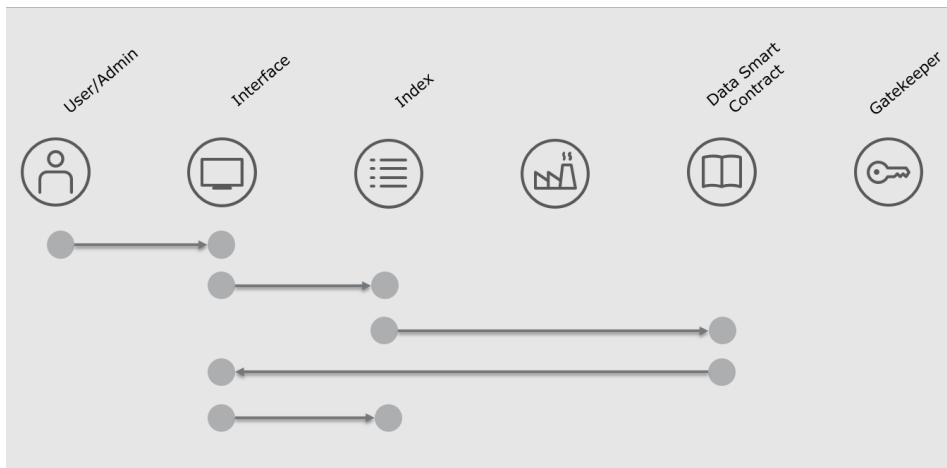 User/Admin
Interface
Index
Data Smart
Contract
Gatekeeper